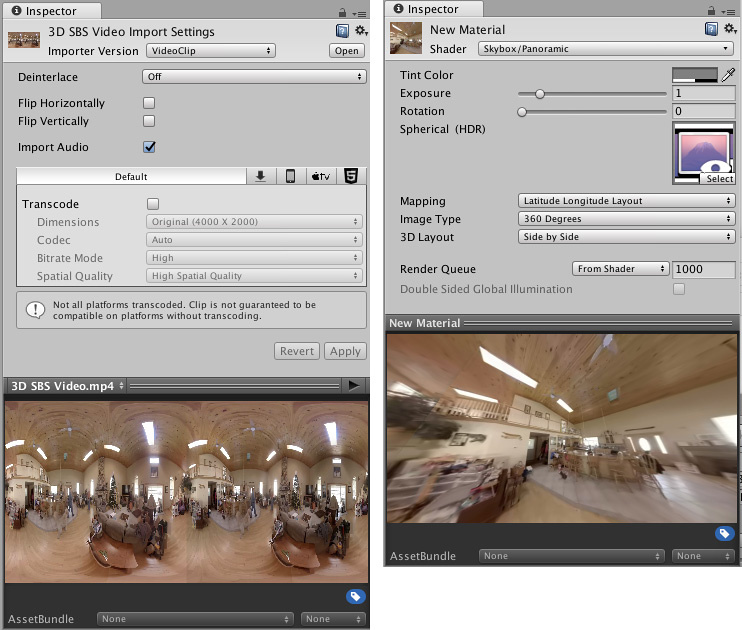 Inspector
3D SBS Video Import Settings
Importer Version VideoClip Open
Deinterlace Off
Flip Horizontally
Flip Vertically
Import Audio
Default tv
Transcode
Dimensions Original (4000 X 2000)
Codec Auto
Bitrate Mode High
Spatial Quality High Spatial Quality
Not all platforms transcoded. Clip is not guaranteed to be
compatible on platforms without transcoding.
Revert Apply
3D SBS Video.mp4
AssetBundle None None
Inspector
New Material
Shader Skybox/Panoramic
Tint Color
Exposure 1
Rotation 0
Spherical (HDR)
Select
Mapping Latitude Longitude Layout
Image Type 360 Degrees
3D Layout Side by Side
Render Queue From Shader 1000
Double Sided Global Illumination
New Material
AssetBundle None None